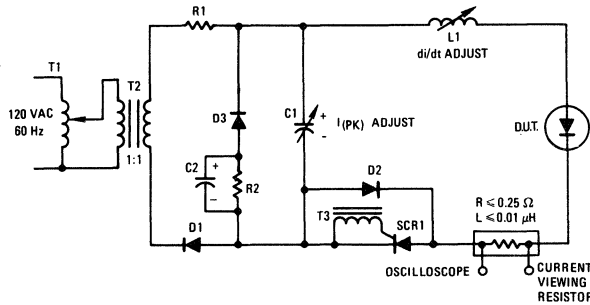 R1
T1
T2
L1
di/dt ADJUST
120 VAC
60 Hz
D3
C1
+
-
I(PK) ADJUST
D.U.T.
1:1
C2
+
-
R2
D2
R ≤ 0.25 Ω
L ≤ 0.01 μH
T3
SCR1
D1
OSCILLOSCOPE
CURRENT
VIEWING
RESISTOR